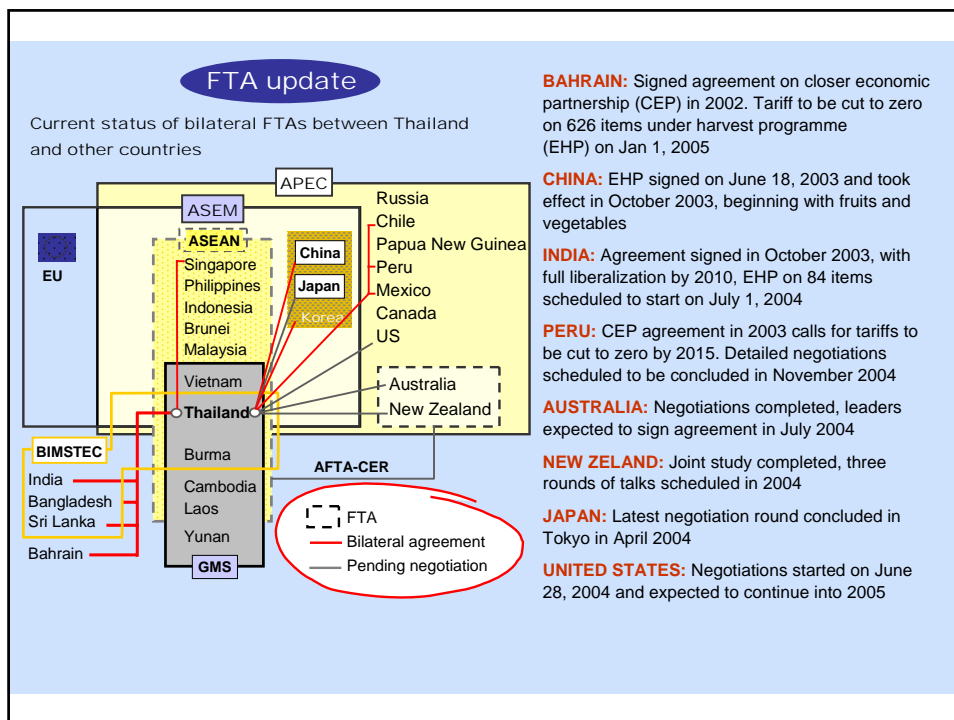 FTA update
Current status of bilateral FTAs between Thailand
and other countries
APEC
ASEM
EU
ASEAN
Singapore
Philippines
Indonesia
Brunei
Malaysia
Vietnam
Thailand
Burma
Cambodia
Laos
Yunan
GMS
China
Japan
Korea
Russia
Chile
Papua New Guinea
Peru
Mexico
Canada
US
Australia
New Zealand
BIMSTEC
India
Bangladesh
Sri Lanka
Bahrain
AFTA-CER
FTA
Bilateral agreement
Pending negotiation
BAHRAIN: Signed agreement on closer economic
partnership (CEP) in 2002. Tariff to be cut to zero
on 626 items under harvest programme
(EHP) on Jan 1, 2005
CHINA: EHP signed on June 18, 2003 and took
effect in October 2003, beginning with fruits and
vegetables
INDIA: Agreement signed in October 2003, with
full liberalization by 2010, EHP on 84 items
scheduled to start on July 1, 2004
PERU: CEP agreement in 2003 calls for tariffs to
be cut to zero by 2015. Detailed negotiations
scheduled to be concluded in November 2004
AUSTRALIA: Negotiations completed, leaders
expected to sign agreement in July 2004
NEW ZELAND: Joint study completed, three
rounds of talks scheduled in 2004
JAPAN: Latest negotiation round concluded in
Tokyo in April 2004
UNITED STATES: Negotiations started on June
28, 2004 and expected to continue into 2005